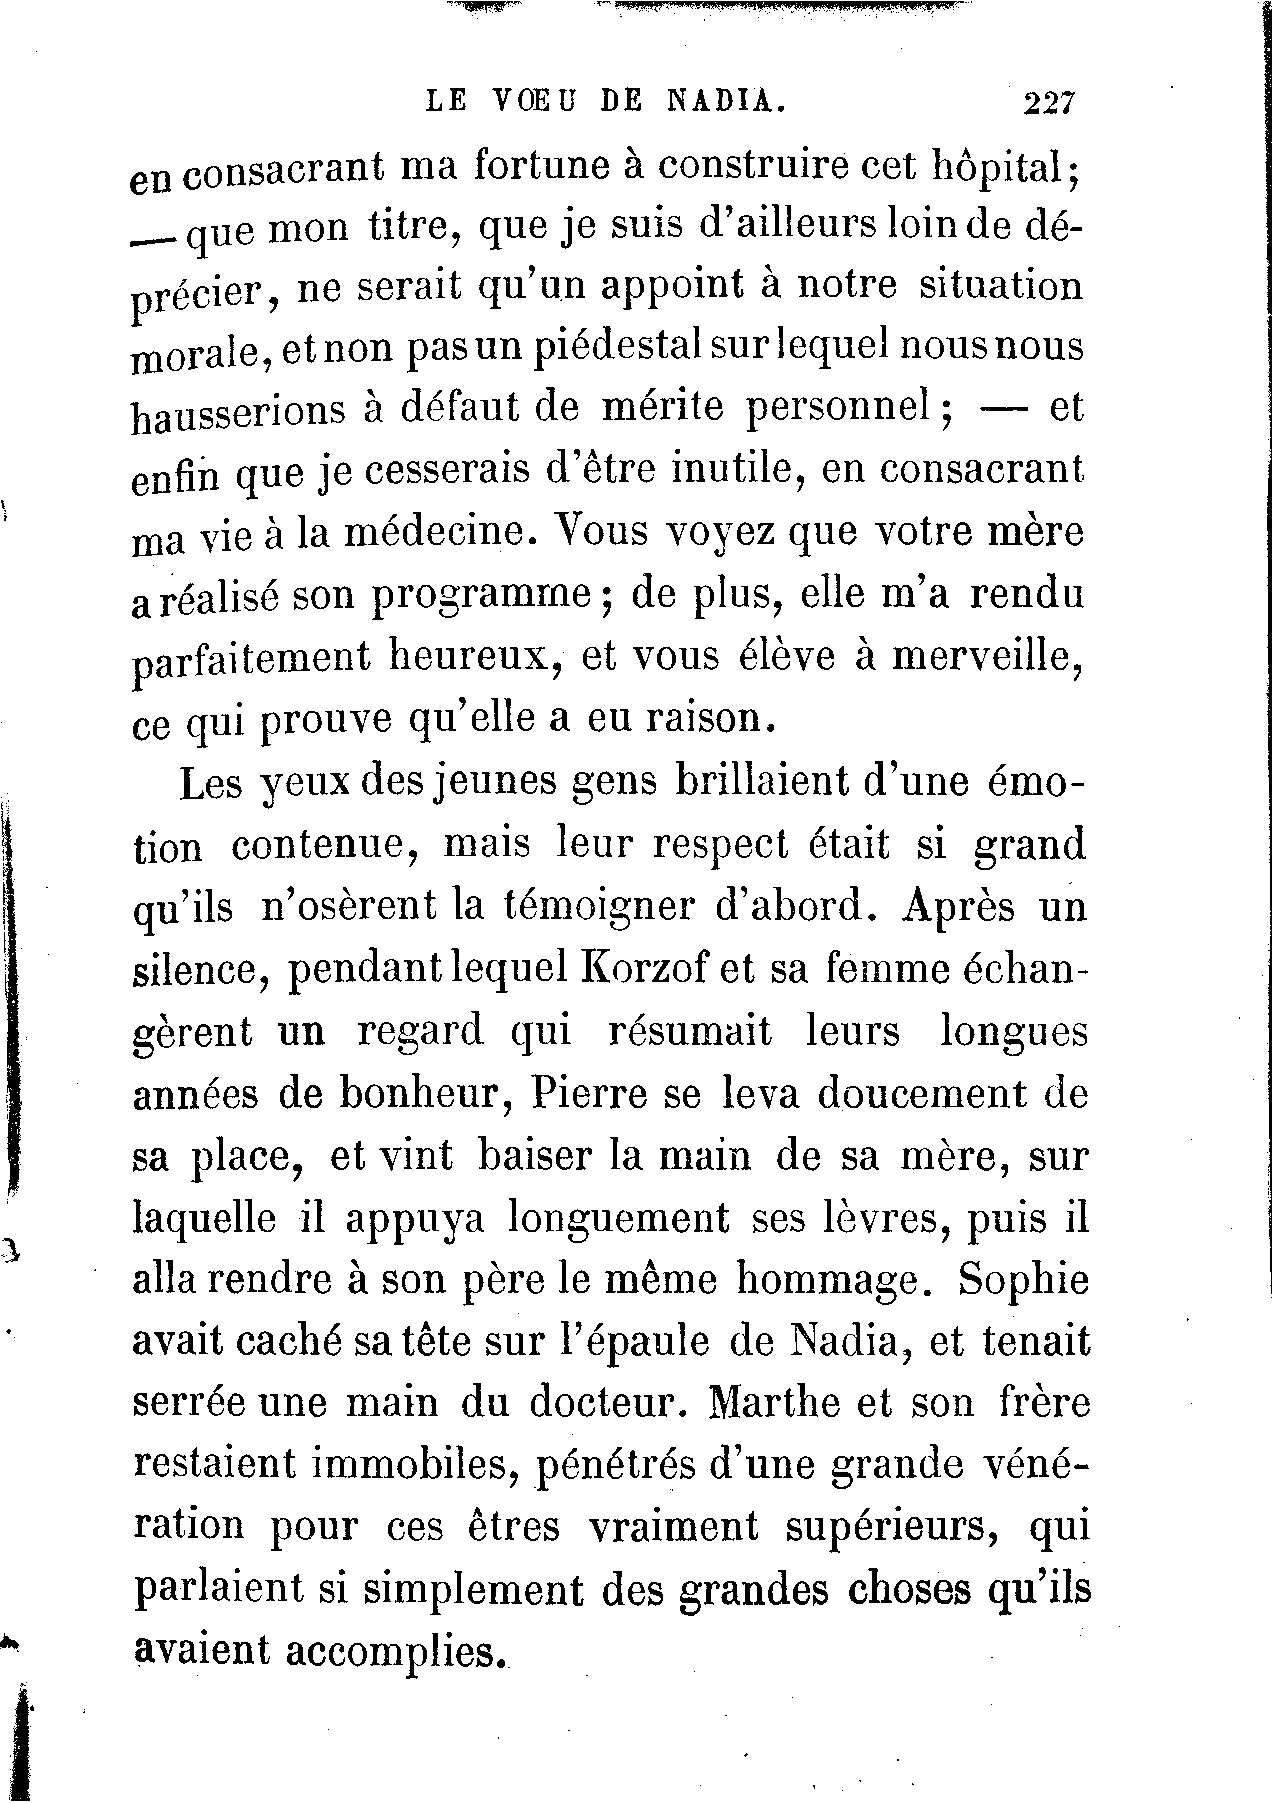 LE VŒU DE NADIA. 227
en consacrant ma fortune à construire cet hôpital;
— que mon titre, que je suis d'ailleurs loin de dé-
précier, ne serait qu'un appoint à notre situation
morale, et non pas un piédestal sur lequel nous nous
hausserions à défaut de mérite personnel; — et
enfin que je cesserais d'être inutile, en consacrant
ma vie à la médecine. Vous voyez que votre mère
a réalisé son programme; de plus, elle m'a rendu
parfaitement heureux, et vous élève à merveille,
ce qui prouve qu'elle a eu raison.
Les yeux des jeunes gens brillaient d'une émo-
tion contenue, mais leur respect était si grand
qu'ils n'osèrent la témoigner d'abord. Après un
silence, pendant lequel Korzof et sa femme échan-
gèrent un regard qui résumait leurs longues
années de bonheur, Pierre se leva doucement de
sa place, et vint baiser la main de sa mère, sur
laquelle il appuya longuement ses lèvres, puis il
alla rendre à son père le même hommage. Sophie
avait caché sa tête sur l'épaule de Nadia, et tenait
serrée une main du docteur. Marthe et son frère
restaient immobiles, pénétrés d'une grande véné-
ration pour ces êtres vraiment supérieurs, qui
parlaient si simplement des grandes choses qu'ils
avaient accomplies.